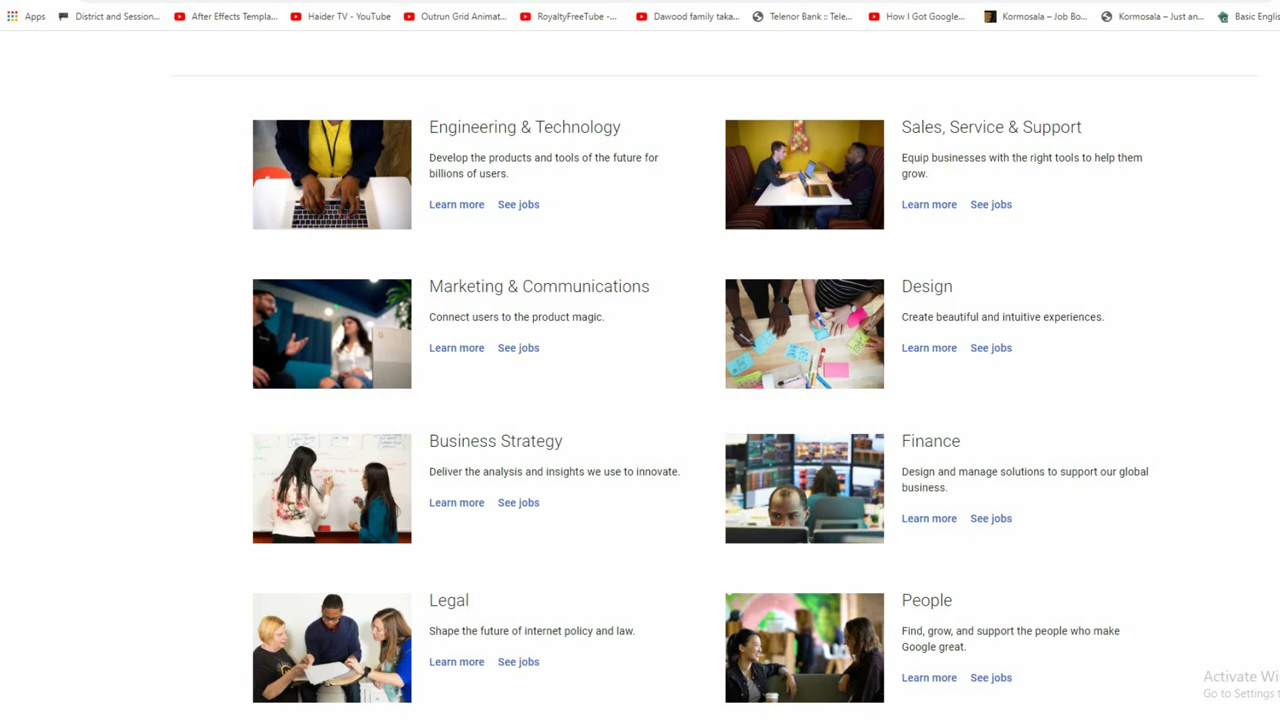 Apps
District and Session...
After Effects Templa...
Haider TV - YouTube
Outrun Grid Animat...
RoyaltyFreeTube -...
Dawood family taka...
Telenor Bank :: Tele...
How I Got Google...
Kormosala – Job Bo...
Kormosala – Just an...
Basic Englis
Engineering & Technology
Develop the products and tools of the future for
billions of users.
Learn more See jobs
Sales, Service & Support
Equip businesses with the right tools to help them
grow.
Learn more See jobs
Marketing & Communications
Connect users to the product magic.
Learn more See jobs
Design
Create beautiful and intuitive experiences.
Learn more See jobs
Business Strategy
Deliver the analysis and insights we use to innovate.
Learn more See jobs
Finance
Design and manage solutions to support our global
business.
Learn more See jobs
Legal
Shape the future of internet policy and law.
Learn more See jobs
People
Find, grow, and support the people who make
Google great.
Learn more See jobs
Activate Wi
Go to Settings t